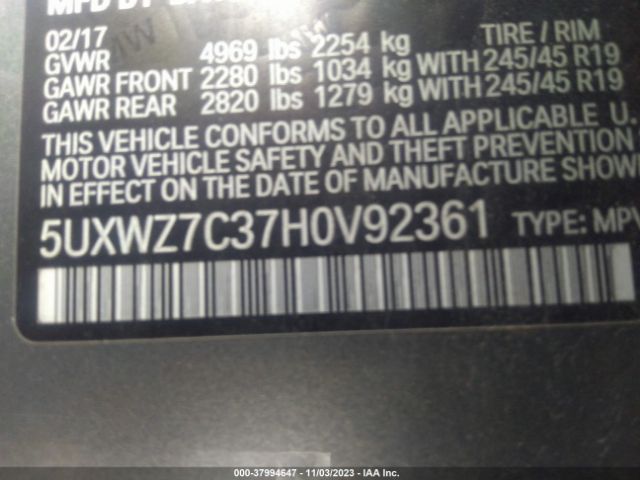 MFD BY
02/17
GVWR 4969 lbs 2254 kg TIRE / RIM
GAWR FRONT 2280 lbs 1034 kg WITH 245/45 R19
GAWR REAR 2820 lbs 1279 kg WITH 245/45 R19
THIS VEHICLE CONFORMS TO ALL APPLICABLE U.
MOTOR VEHICLE SAFETY AND THEFT PREVENTION
IN EFFECT ON THE DATE OF MANUFACTURE SHOW
5UXWZ7C37H0V92361 TYPE: MPV
000-37994647 - 11/03/2023 - IAA Inc.